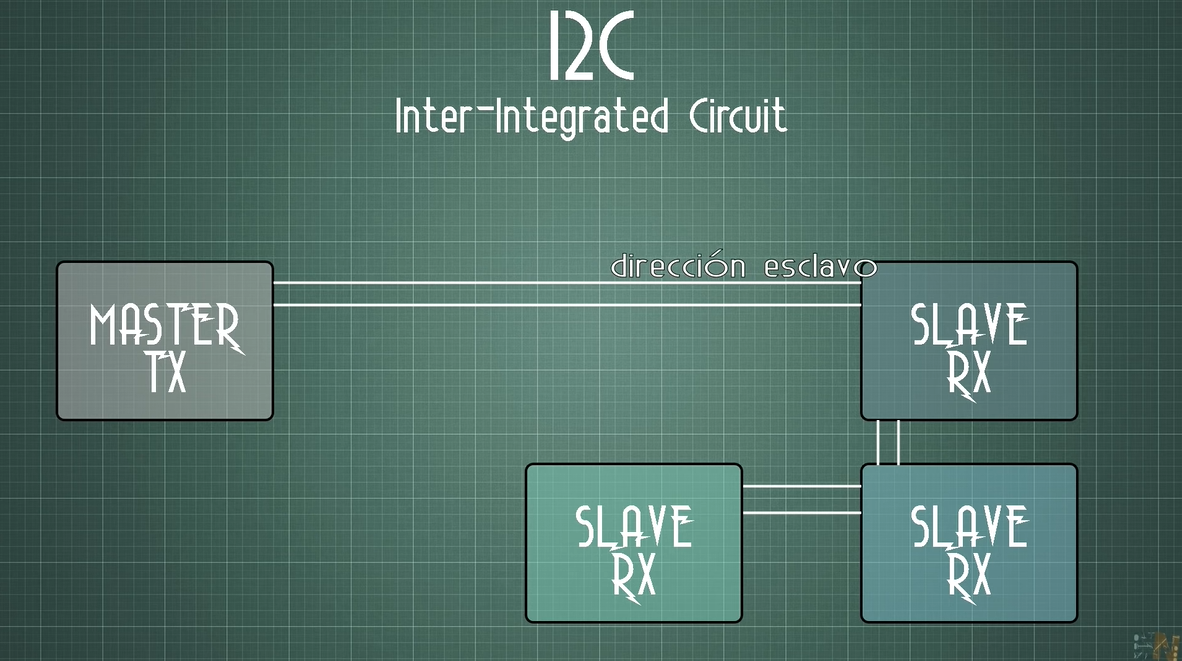 I2C
Inter-Integrated Circuit
dirección esclavo
MASTER
TX
SLAVE
RX
SLAVE
RX
SLAVE
RX